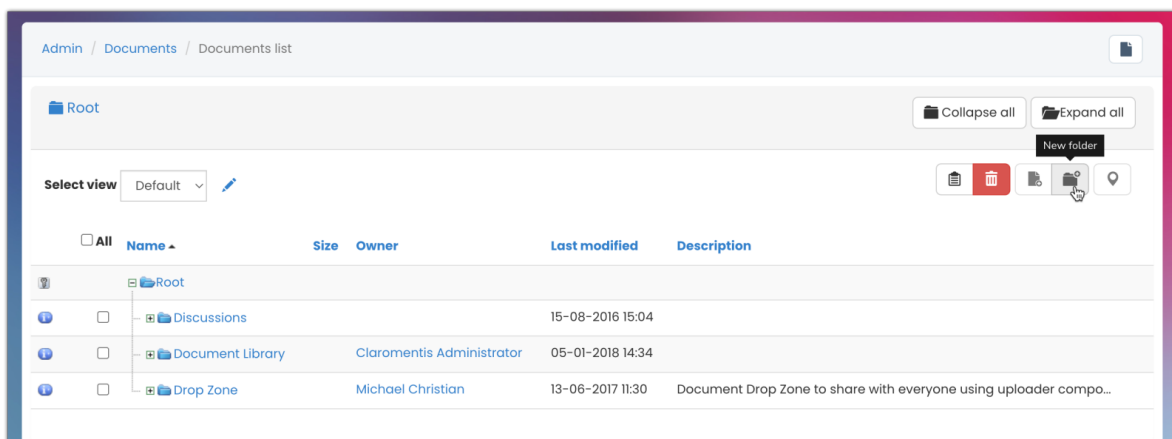 Admin / Documents / Documents list
Root
Collapse all
Expand all
New folder
Select view Default
All Name Size Owner Last modified Description
Root
Discussions 15-08-2016 15:04
Document Library Claromentis Administrator 05-01-2018 14:34
Drop Zone Michael Christian 13-06-2017 11:30 Document Drop Zone to share with everyone using uploader compo...